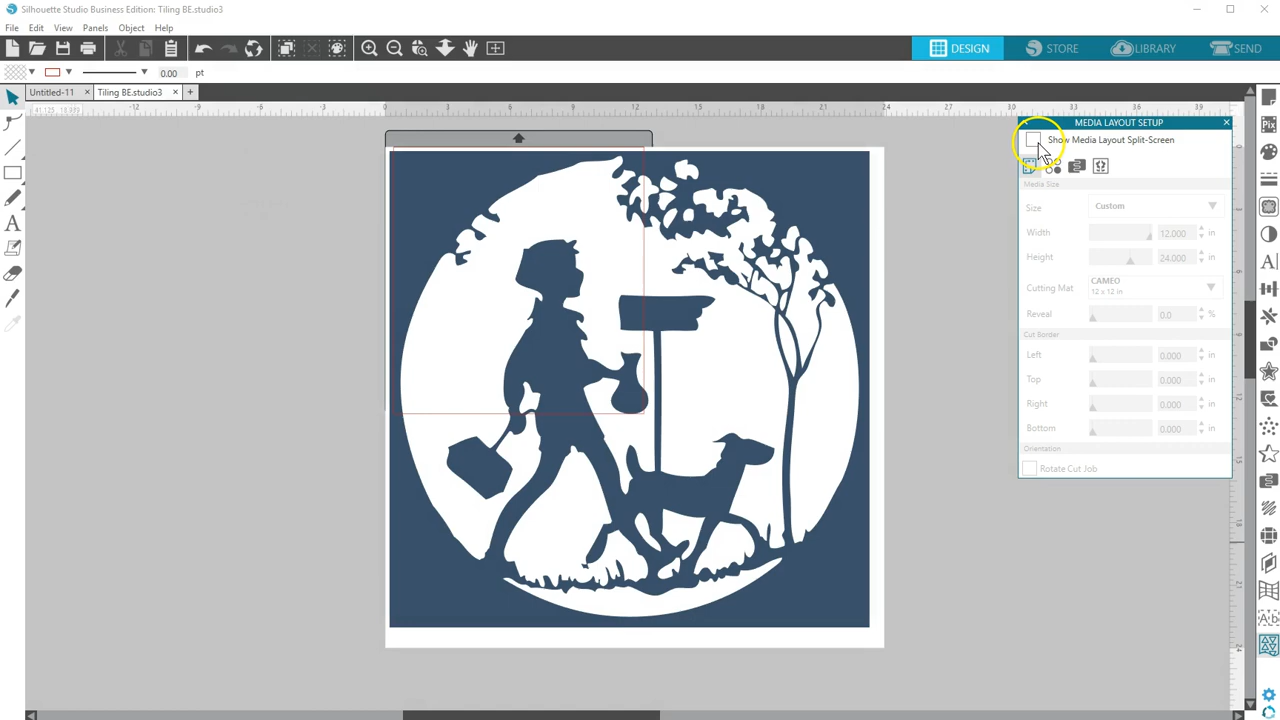 Silhouette Studio Business Edition: Tiling BE.studio3
File Edit View Panels Object Help
DESIGN STORE LIBRARY SEND
0.00 pt
Untitled-11 Tiling BE.studio3
MEDIA LAYOUT SETUP
Show Media Layout Split-Screen
Media Size
Size Custom
Width 12.000 in
Height 24.000 in
Cutting Mat CAMEO
12 x 12 in
Reveal 0.0 %
Cut Border
Left 0.000 in
Top 0.000 in
Right 0.000 in
Bottom 0.000 in
Orientation
Rotate Cut Job